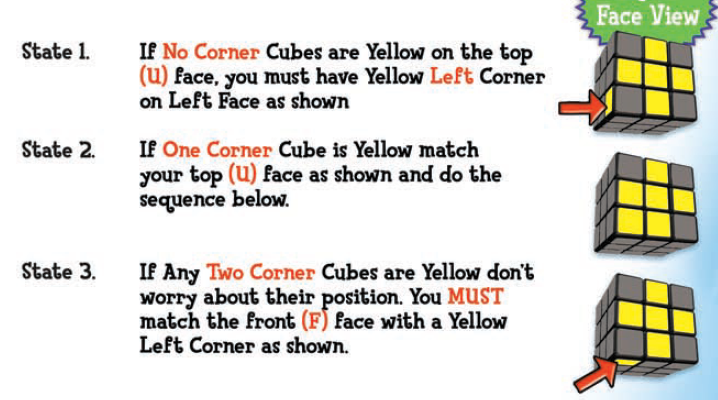 Face View
State 1.
If No Corner Cubes are Yellow on the top
(U) face, you must have Yellow Left Corner
on Left Face as shown
State 2.
If One Corner Cube is Yellow match
your top (U) face as shown and do the
sequence below.
State 3.
If Any Two Corner Cubes are Yellow don't
worry about their position. You MUST
match the front (F) face with a Yellow
Left Corner as shown.